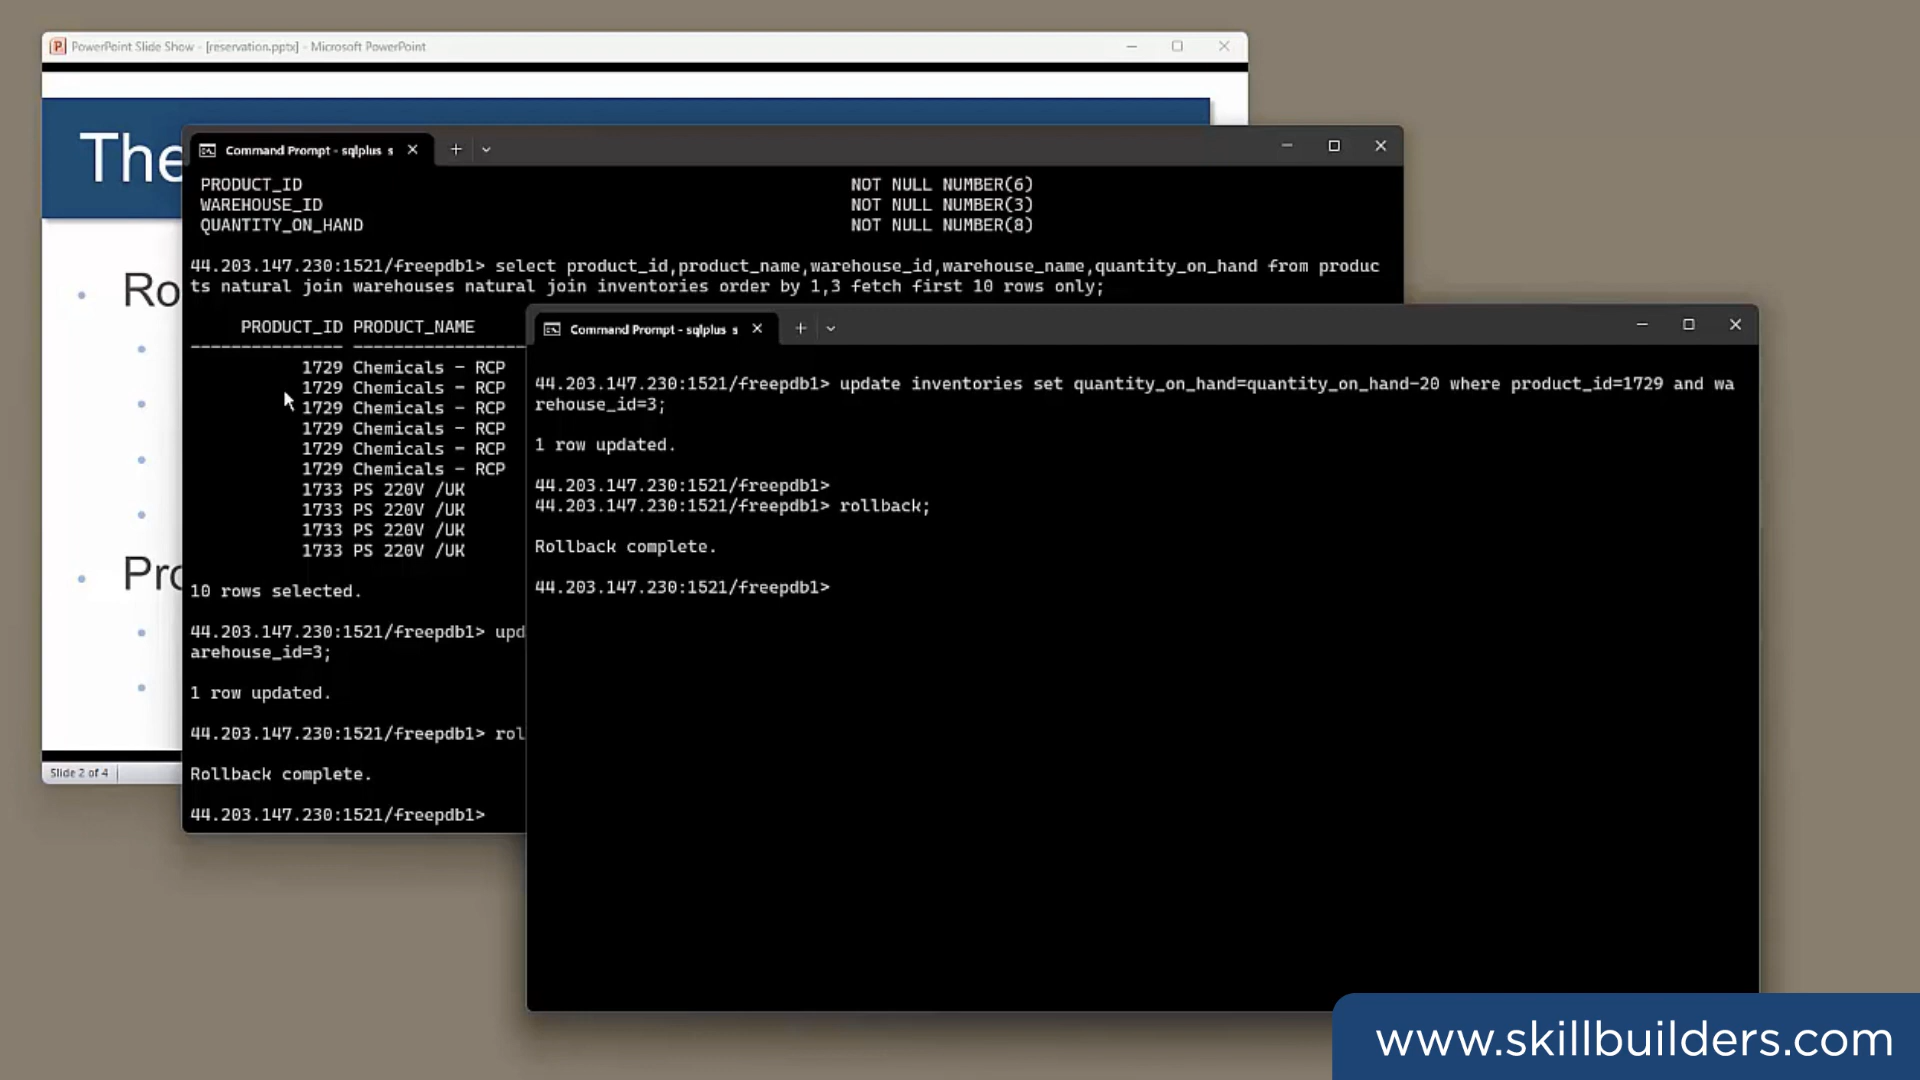 PowerPoint Slide Show - [reservation.pptx] - Microsoft PowerPoint
The
Ro
Pro
Slide 2 of 4
Command Prompt - sqlplus s
PRODUCT_ID NOT NULL NUMBER(6)
WAREHOUSE_ID NOT NULL NUMBER(3)
QUANTITY_ON_HAND NOT NULL NUMBER(8)
44.203.147.230:1521/freepdb1> select product_id,product_name,warehouse_id,warehouse_name,quantity_on_hand from produc
ts natural join warehouses natural join inventories order by 1,3 fetch first 10 rows only;
PRODUCT_ID PRODUCT_NAME
1729 Chemicals - RCP
1729 Chemicals - RCP
1729 Chemicals - RCP
1729 Chemicals - RCP
1729 Chemicals - RCP
1729 Chemicals - RCP
1733 PS 220V /UK
1733 PS 220V /UK
1733 PS 220V /UK
1733 PS 220V /UK
10 rows selected.
44.203.147.230:1521/freepdb1> upd
arehouse_id=3;
1 row updated.
44.203.147.230:1521/freepdb1> rol
Rollback complete.
44.203.147.230:1521/freepdb1>
Command Prompt - sqlplus s
44.203.147.230:1521/freepdb1> update inventories set quantity_on_hand=quantity_on_hand-20 where product_id=1729 and wa
rehouse_id=3;
1 row updated.
44.203.147.230:1521/freepdb1>
44.203.147.230:1521/freepdb1> rollback;
Rollback complete.
44.203.147.230:1521/freepdb1>
www.skillbuilders.com